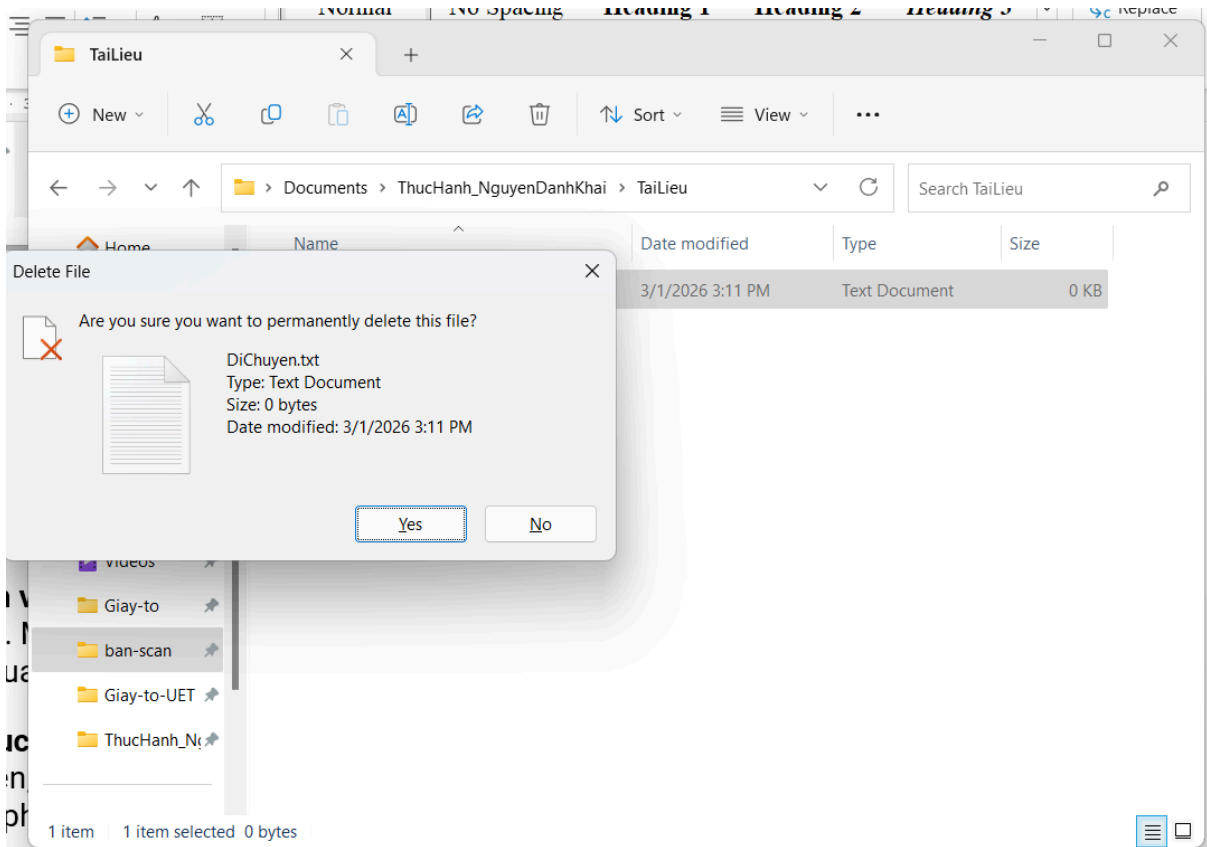 Normal No Spacing Heading 1 Heading 2 Heading 3 Replace
TaiLieu
New Sort View
Documents > ThucHanh_NguyenDanhKhai > TaiLieu Search TaiLieu
Home Name Date modified Type Size
Delete File
3/1/2026 3:11 PM Text Document 0 KB
Are you sure you want to permanently delete this file?
DiChuyen.txt
Type: Text Document
Size: 0 bytes
Date modified: 3/1/2026 3:11 PM
Yes No
Videos
Giay-to
ban-scan
Giay-to-UET
ThucHanh_Ng
1 item 1 item selected 0 bytes